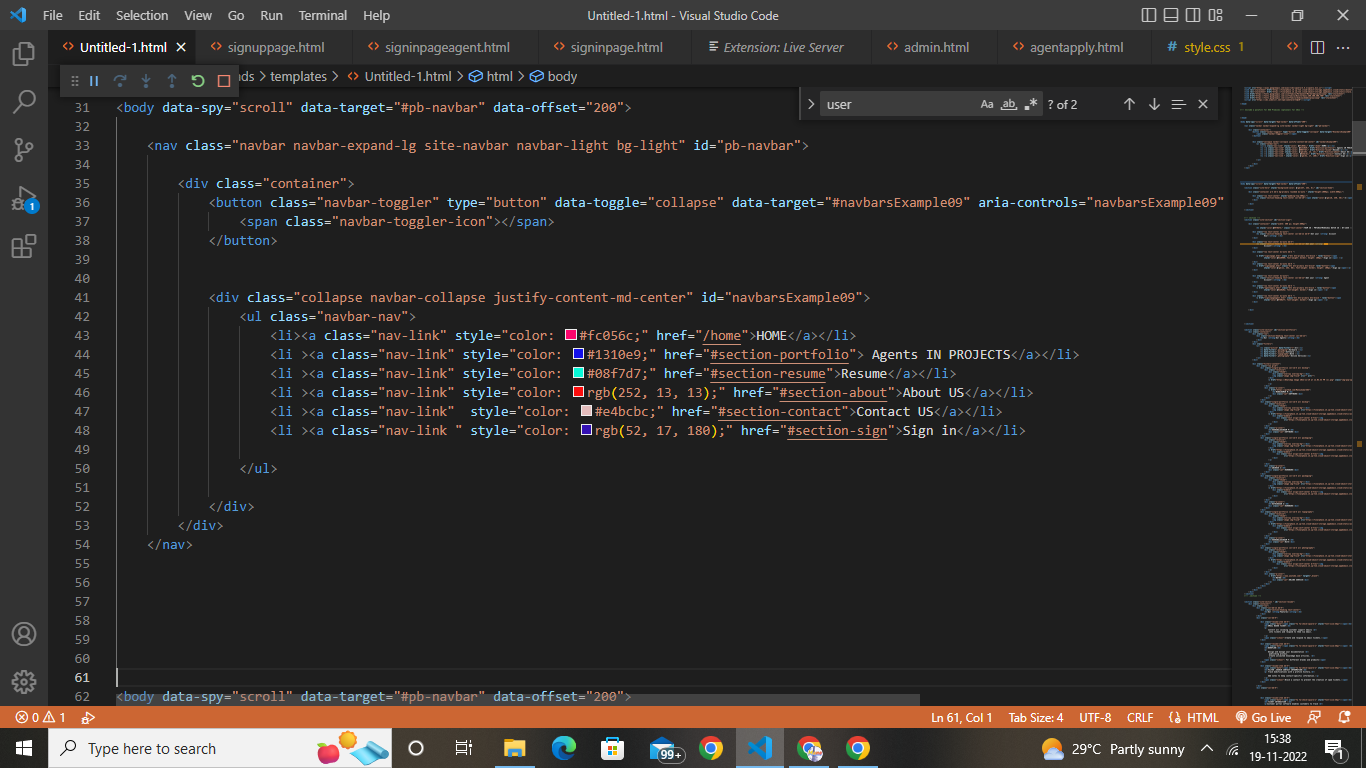 File Edit Selection View Go Run Terminal Help Untitled-1.html - Visual Studio Code
Untitled-1.html signuppage.html signinpageagent.html signinpage.html Extension: Live Server admin.html agentapply.html style.css 1
nds > templates > Untitled-1.html > html > body
user Aa ab ? of 2
31 <body data-spy="scroll" data-target="#pb-navbar" data-offset="200">
32
33 <nav class="navbar navbar-expand-lg site-navbar navbar-light bg-light" id="pb-navbar">
34
35 <div class="container">
36 <button class="navbar-toggler" type="button" data-toggle="collapse" data-target="#navbarsExample09" aria-controls="navbarsExample09"
37 <span class="navbar-toggler-icon"></span>
38 </button>
39
40
41 <div class="collapse navbar-collapse justify-content-md-center" id="navbarsExample09">
42 <ul class="navbar-nav">
43 <li><a class="nav-link" style="color: #fc056c;" href="/home">HOME</a></li>
44 <li ><a class="nav-link" style="color: #1310e9;" href="#section-portfolio"> Agents IN PROJECTS</a></li>
45 <li ><a class="nav-link" style="color: #08f7d7;" href="#section-resume">Resume</a></li>
46 <li ><a class="nav-link" style="color: rgb(252, 13, 13);" href="#section-about">About US</a></li>
47 <li ><a class="nav-link"  style="color: #e4bcbc;" href="#section-contact">Contact US</a></li>
48 <li ><a class="nav-link " style="color: rgb(52, 17, 180);" href="#section-sign">Sign in</a></li>
49
50 </ul>
51
52 </div>
53 </div>
54 </nav>
55
56
57
58
59
60
61
62 <body data-spy="scroll" data-target="#pb-navbar" data-offset="200">
1
0 1 Ln 61, Col 1 Tab Size: 4 UTF-8 CRLF HTML Go Live
Type here to search 99+ 29°C Partly sunny 15:38
19-11-2022 1